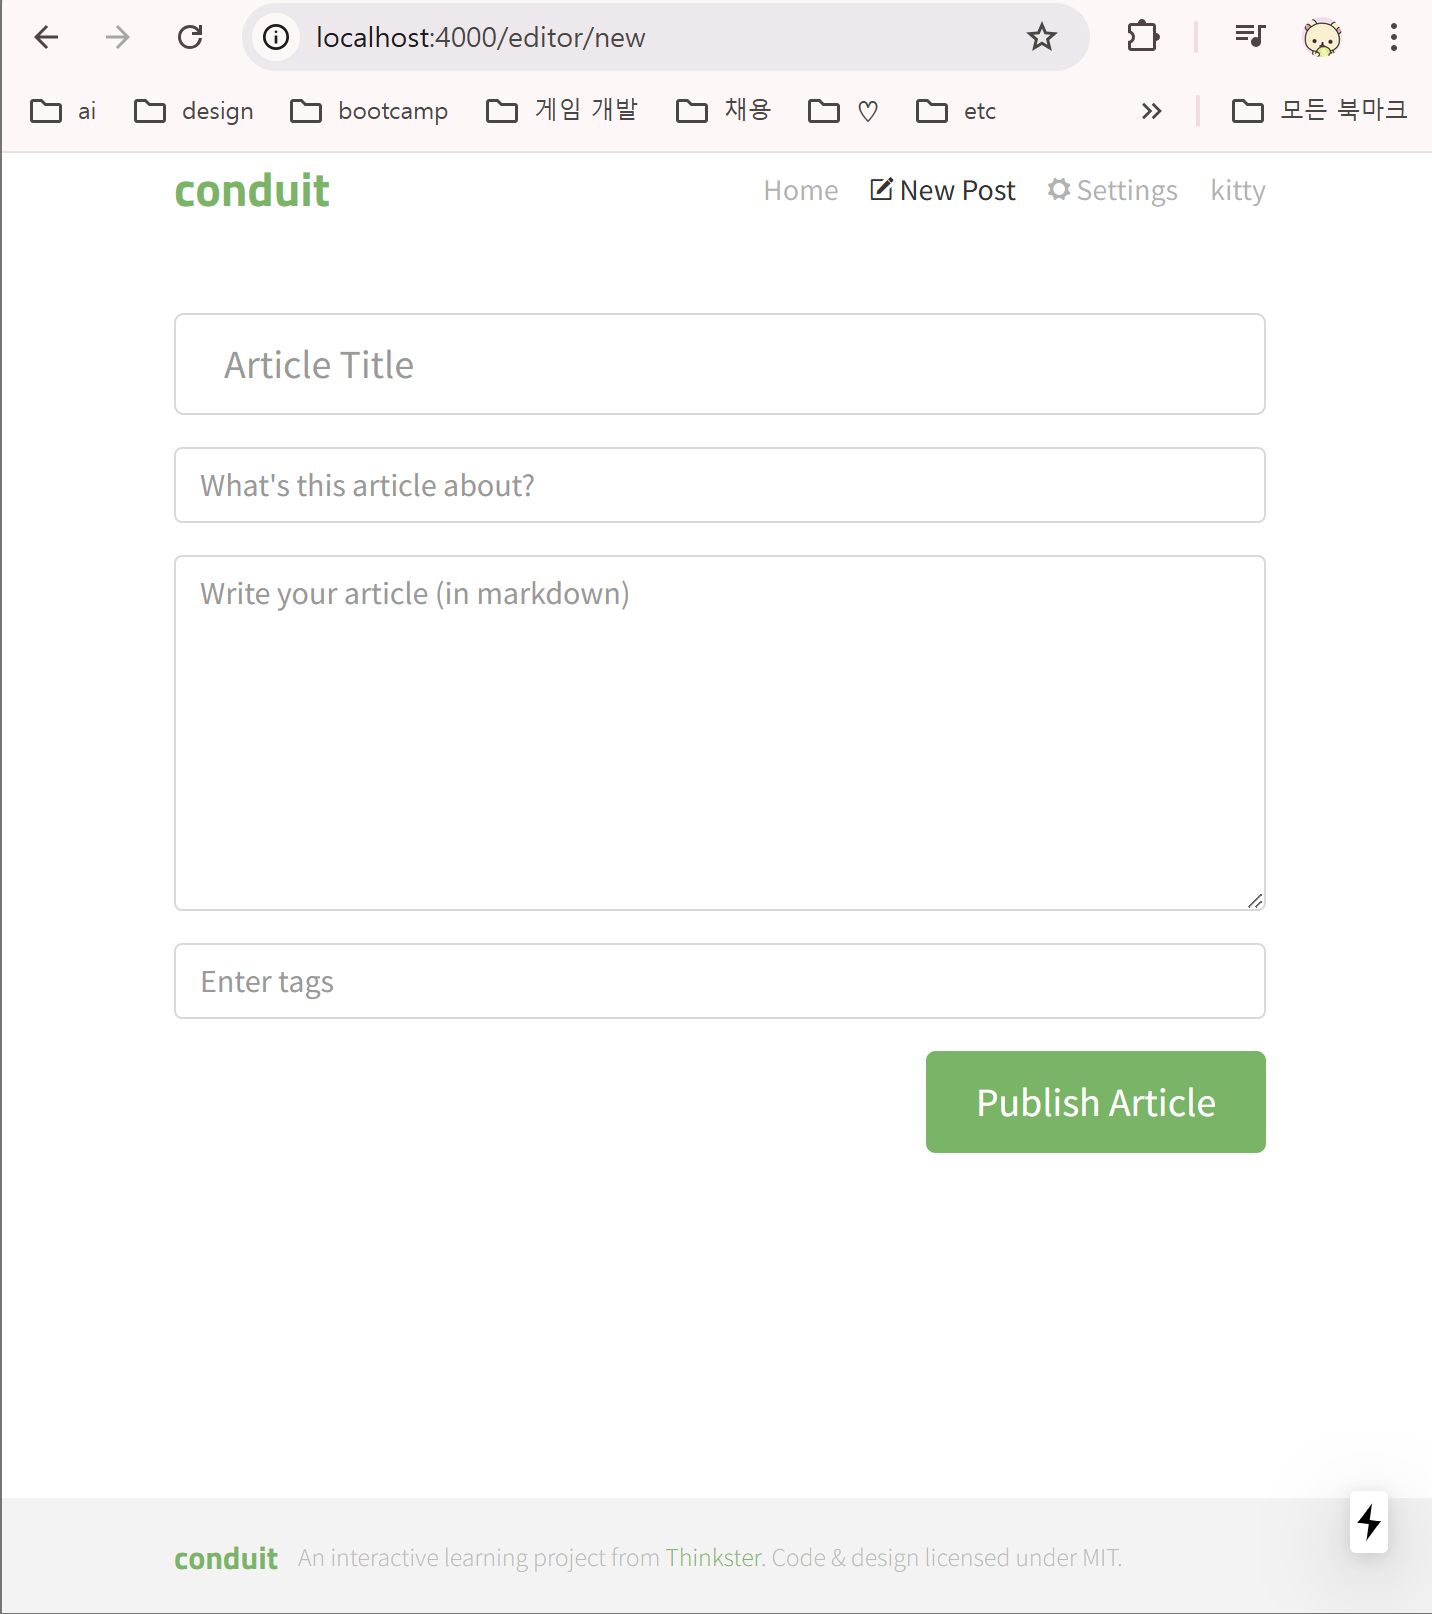 localhost:4000/editor/new
ai design bootcamp 게임 개발 채용 ♡ etc » 모든 북마크
conduit Home New Post Settings kitty
Article Title
What's this article about?
Write your article (in markdown)
Enter tags
Publish Article
conduit An interactive learning project from Thinkster. Code & design licensed under MIT.